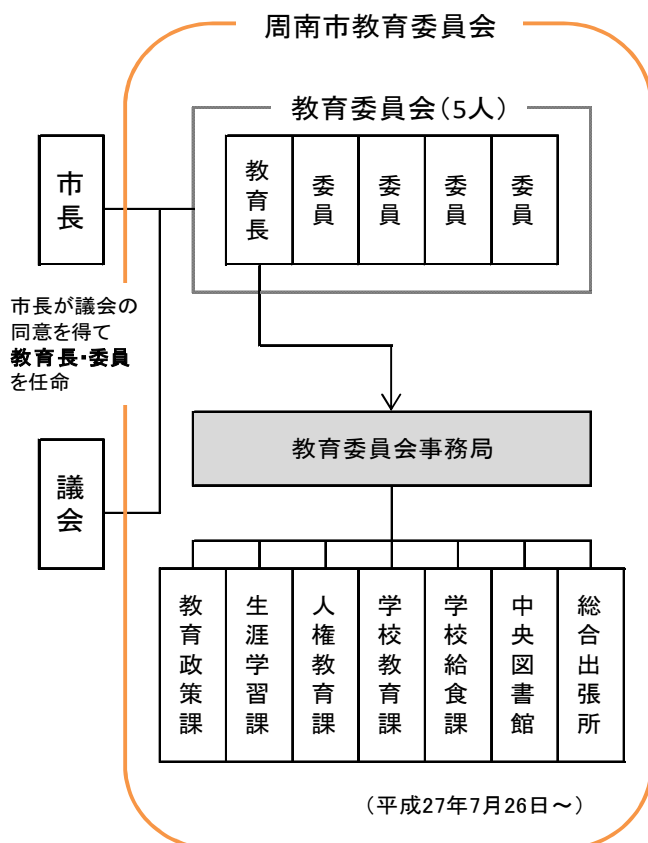 周南市教育委員会
教育委員会(5人)
市長
教育長
委員
委員
委員
委員
市長が議会の
同意を得て
教育長・委員
を任命
教育委員会事務局
議会
教育政策課
生涯学習課
人権教育課
学校教育課
学校給食課
中央図書館
総合出張所
(平成27年7月26日~)